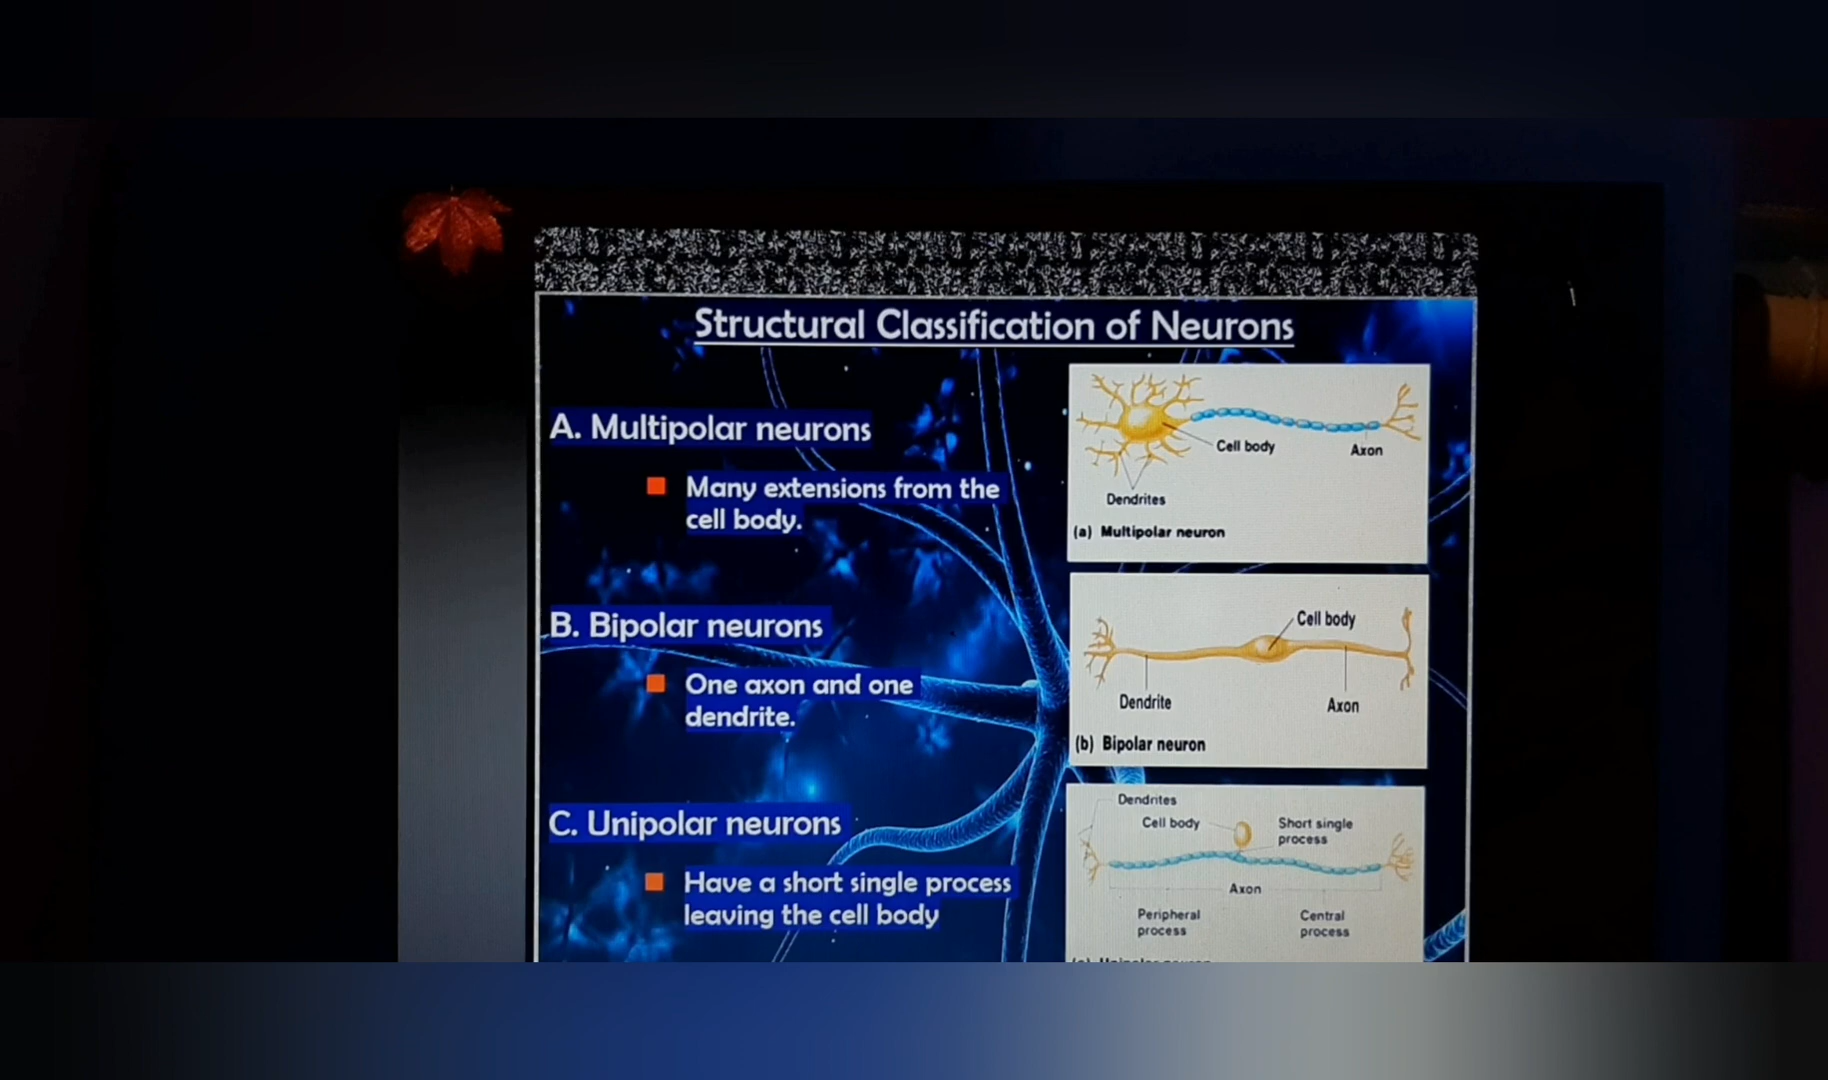 Structural Classification of Neurons
A. Multipolar neurons
Many extensions from the
cell body.
Cell body
Axon
Dendrites
(a) Multipolar neuron
B. Bipolar neurons
One axon and one
dendrite.
Cell body
Dendrite
Axon
(b) Bipolar neuron
C. Unipolar neurons
Have a short single process
leaving the cell body
Dendrites
Cell body
Short single
process
Axon
Peripheral
process
Central
process